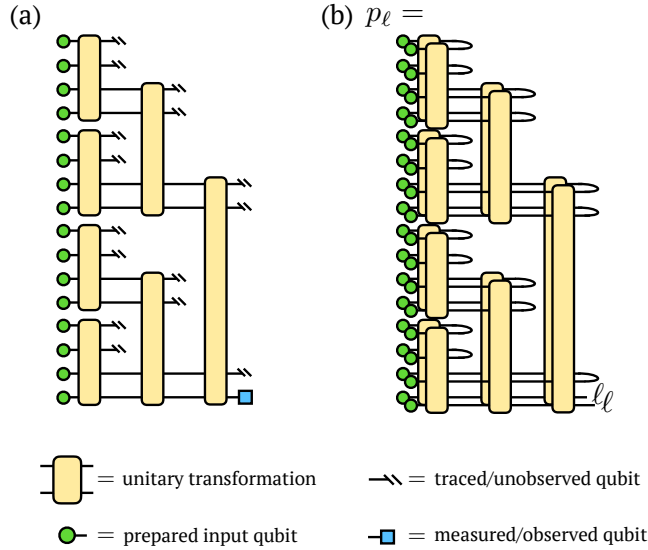 (a)
(b) pℓ =
ℓℓ
= unitary transformation
= traced/unobserved qubit
= prepared input qubit
= measured/observed qubit